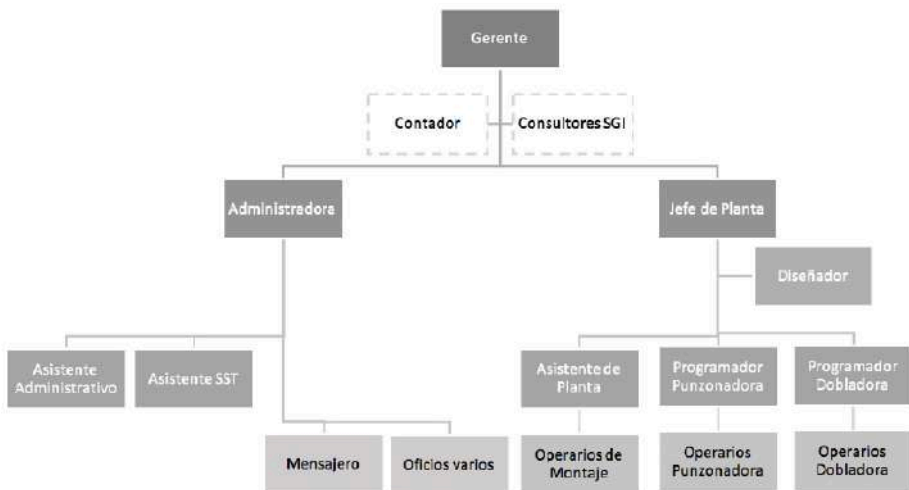 Gerente
Contador
Consultores SGI
Administradora
Jefe de Planta
Diseñador
Asistente
Administrativo
Asistente SST
Asistente de
Planta
Programador
Punzonadora
Programador
Dobladora
Mensajero
Oficios varios
Operarios de
Montaje
Operarios
Punzonadora
Operarios
Dobladora